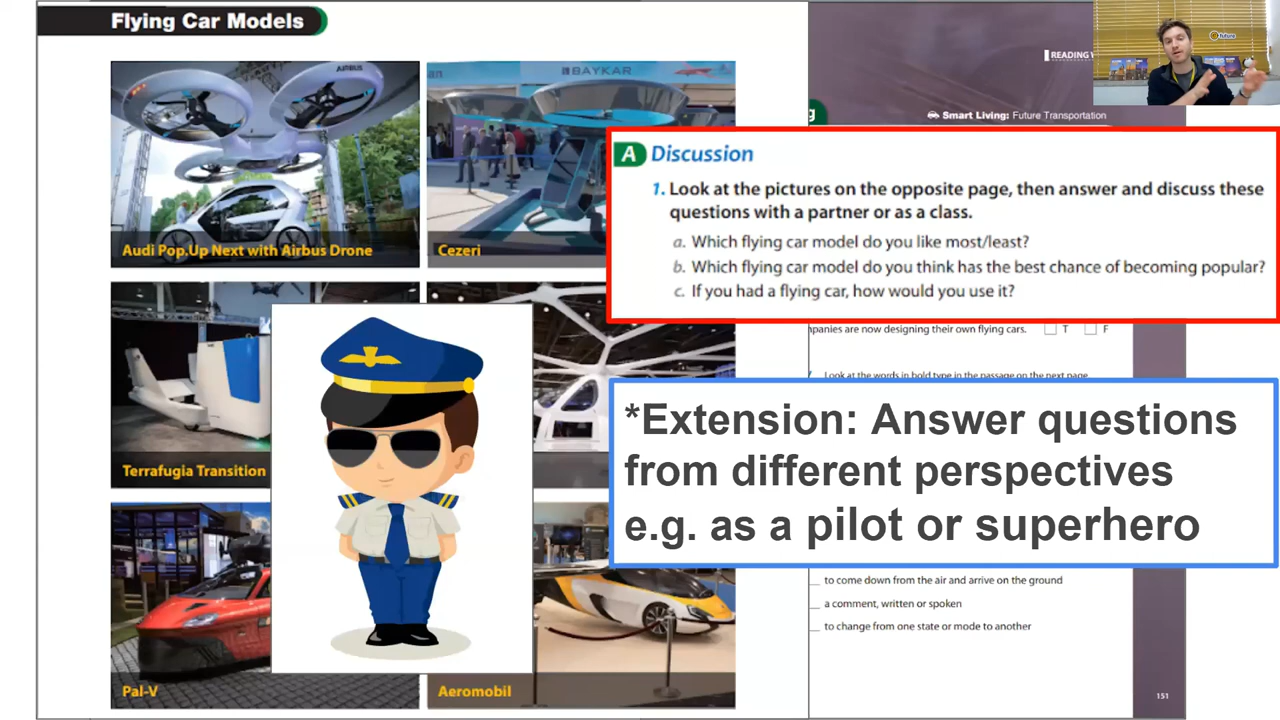 Flying Car Models
AIRBUS
Audi Pop.Up Next with Airbus Drone
BAYKAR
Cezeri
Terrafugia Transition
Pal-V
Aeromobil
READING
Smart Living: Future Transportation
A Discussion
1. Look at the pictures on the opposite page, then answer and discuss these
questions with a partner or as a class.
a. Which flying car model do you like most/least?
b. Which flying car model do you think has the best chance of becoming popular?
c. If you had a flying car, how would you use it?
mpanies are now designing their own flying cars. T F
Look at the words in bold type in the passage on the next page.
*Extension: Answer questions
from different perspectives
e.g. as a pilot or superhero
to come down from the air and arrive on the ground
a comment, written or spoken
to change from one state or mode to another
151